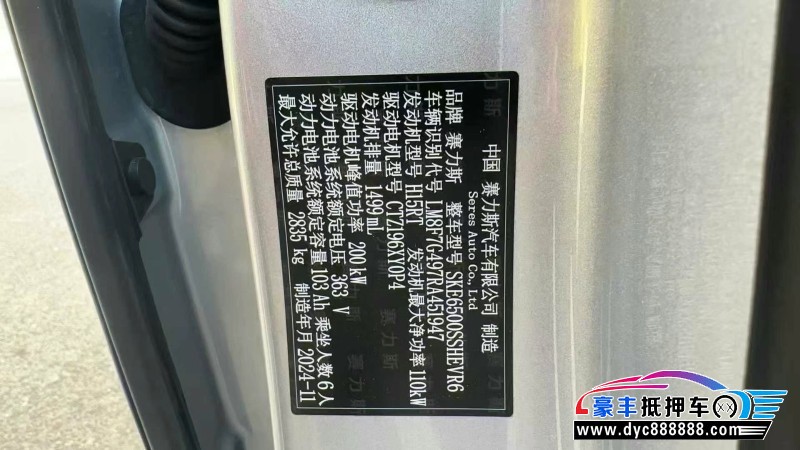 中国 赛力斯汽车有限公司 制造
Seres Auto Co., Ltd
品牌 赛力斯 整车型号 SKE6500SSHEVR6
车辆识别代号 LM8F7G497RA451947
发动机型号 H15RT 发动机最大净功率 110kW
驱动电机型号 CTZ196XY0P4
发动机排量 1499ml
驱动电机峰值功率 200 kW
动力电池系统额定电压 363 V
动力电池系统额定容量 103 Ah 乘坐人数 6 人
最大允许总质量 2835 kg 制造年月 2024-11
豪丰抵押车
www.dyc888888.com